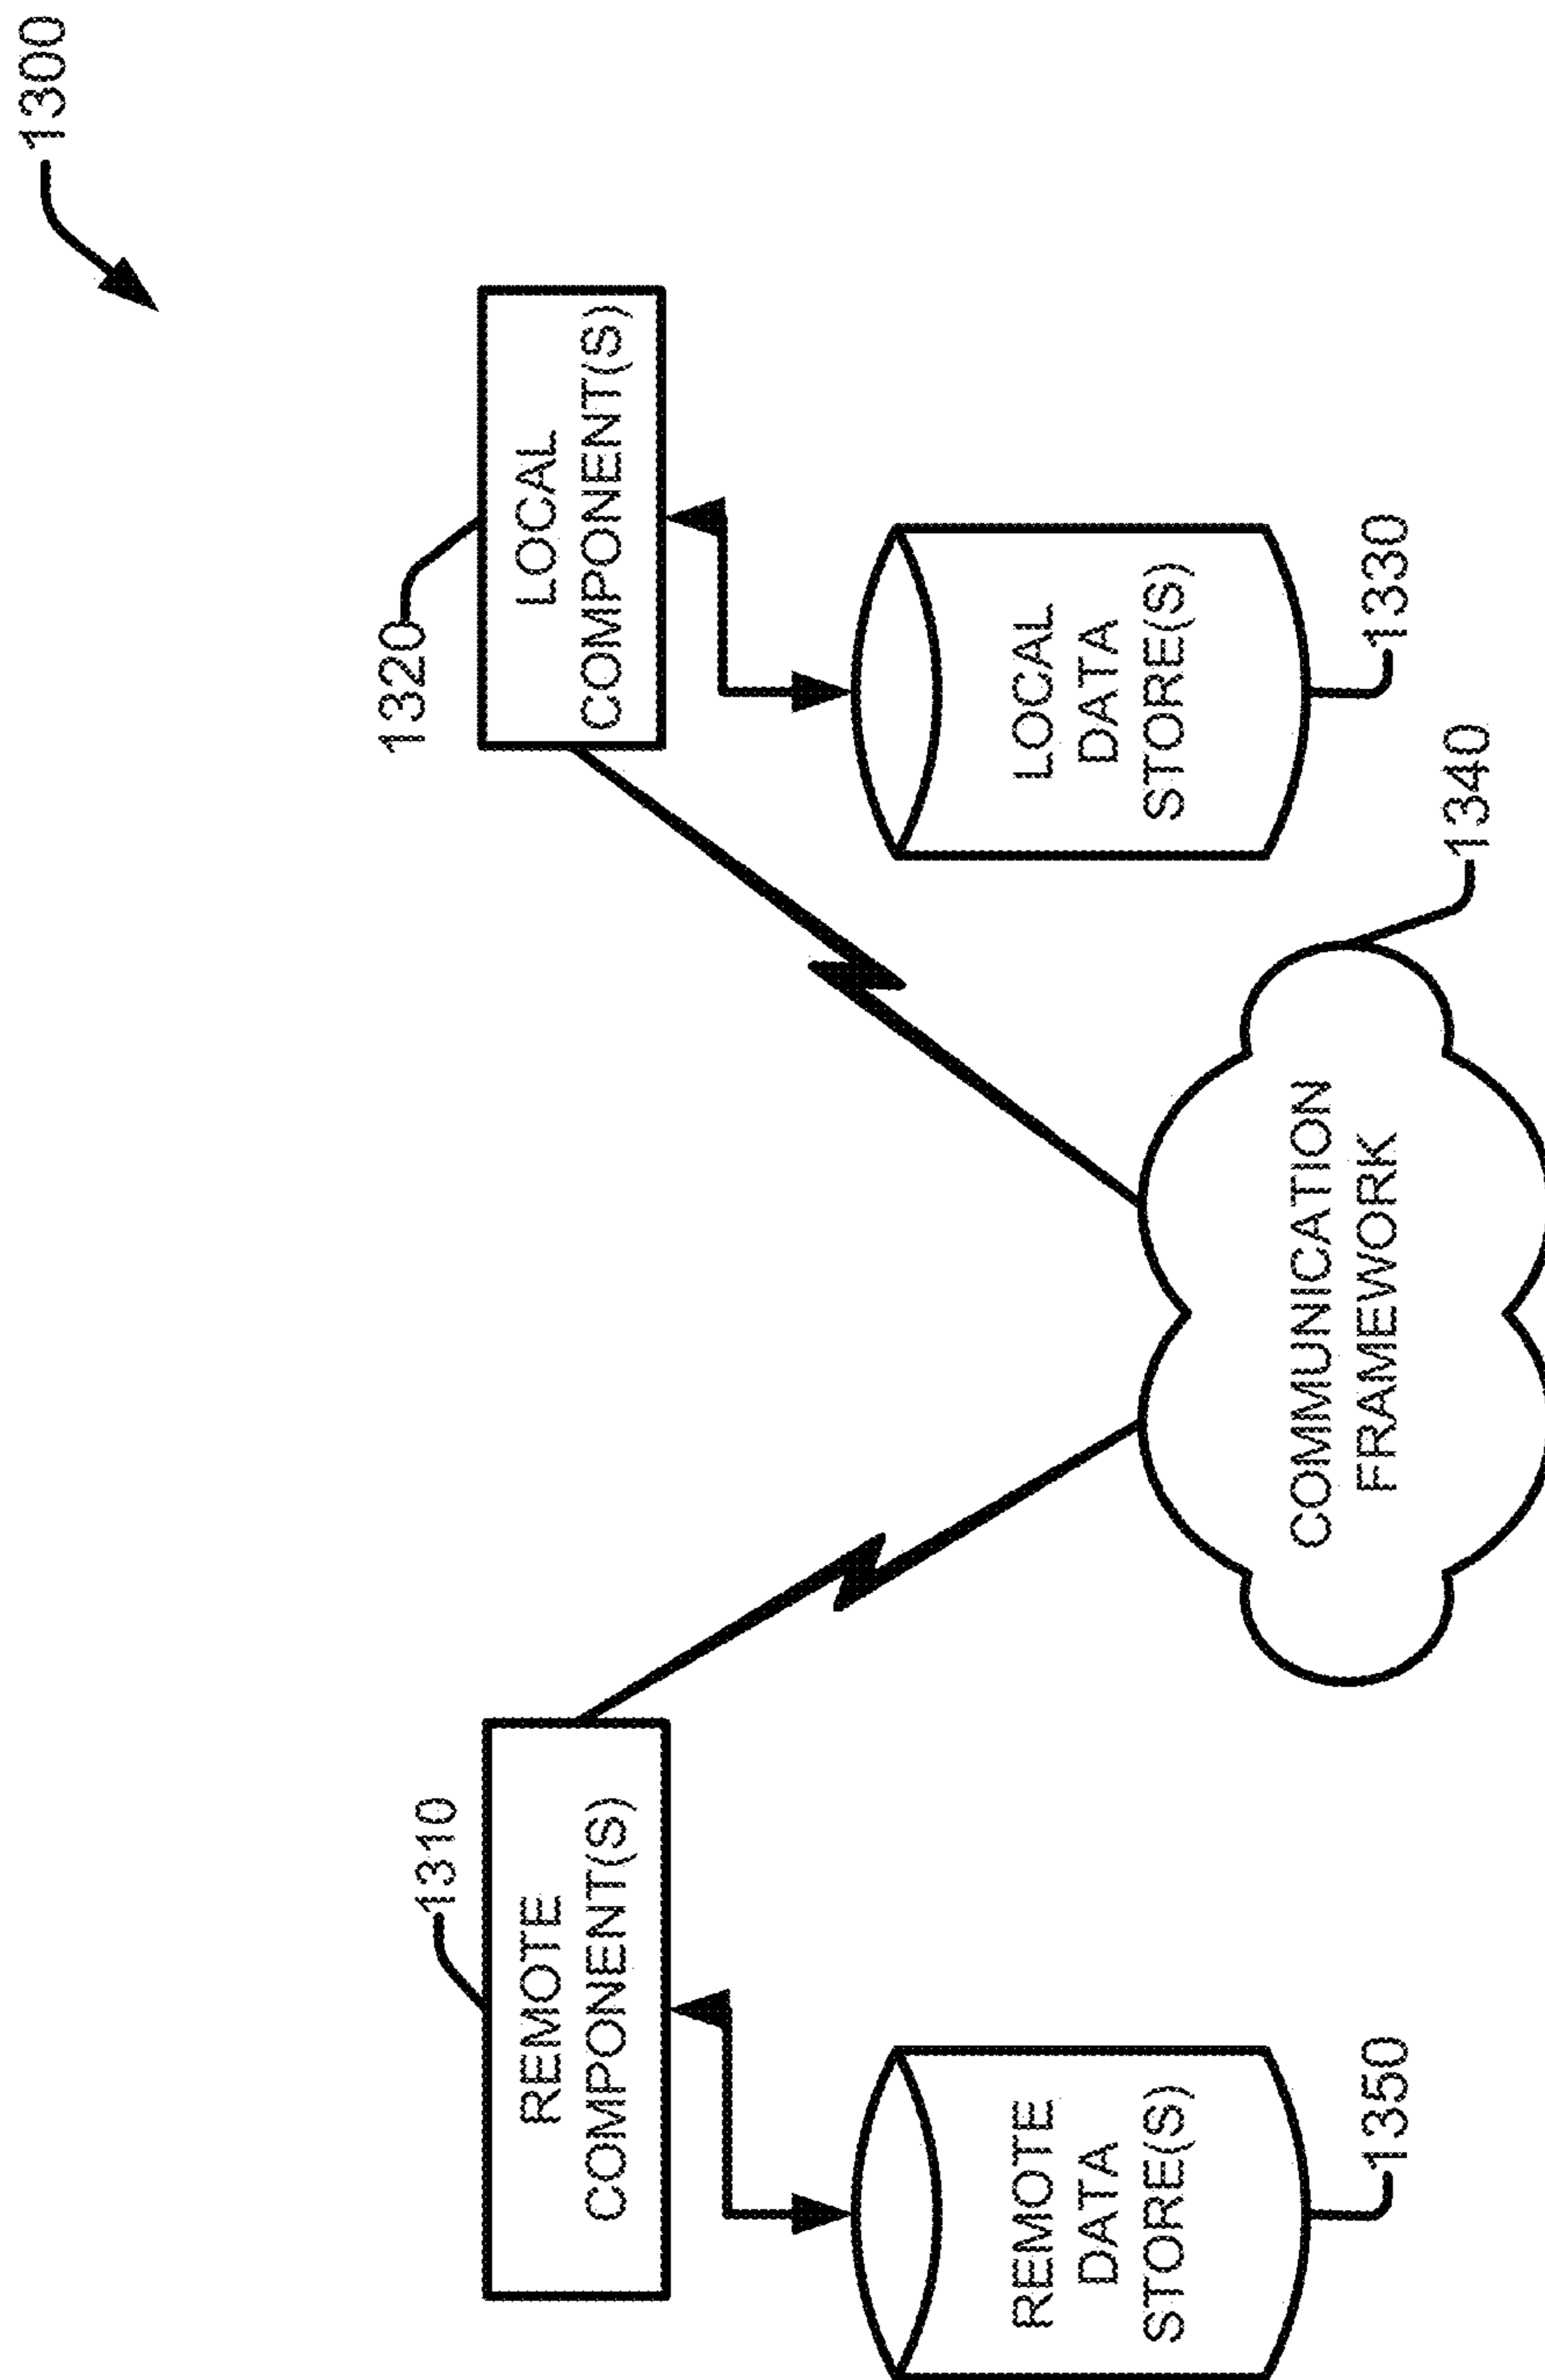 1300
1310
REMOTE
COMPONENT(S)
1320
LOCAL
COMPONENT(S)
REMOTE
DATA
STORE(S)
1350
LOCAL
DATA
STORE(S)
1330
COMMUNICATION
FRAMEWORK
1340